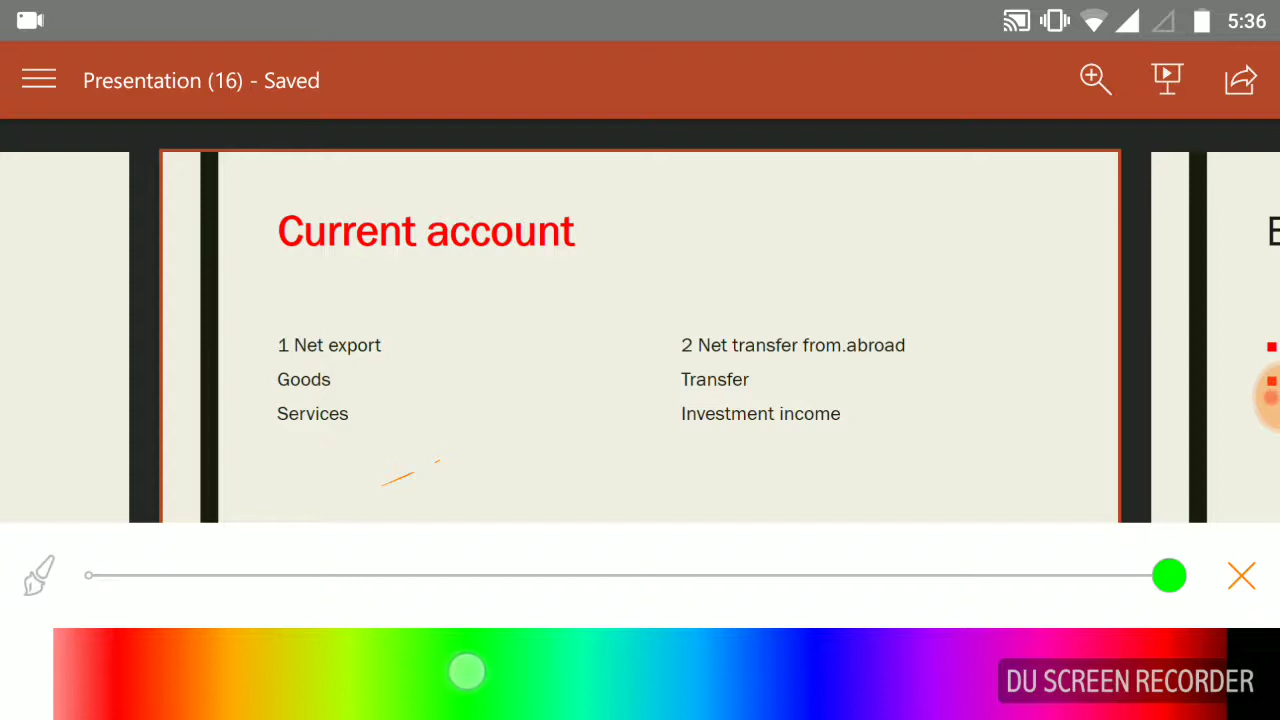 5:36
Presentation (16) - Saved
Current account
1 Net export
Goods
Services
2 Net transfer from.abroad
Transfer
Investment income
E
DU SCREEN RECORDER